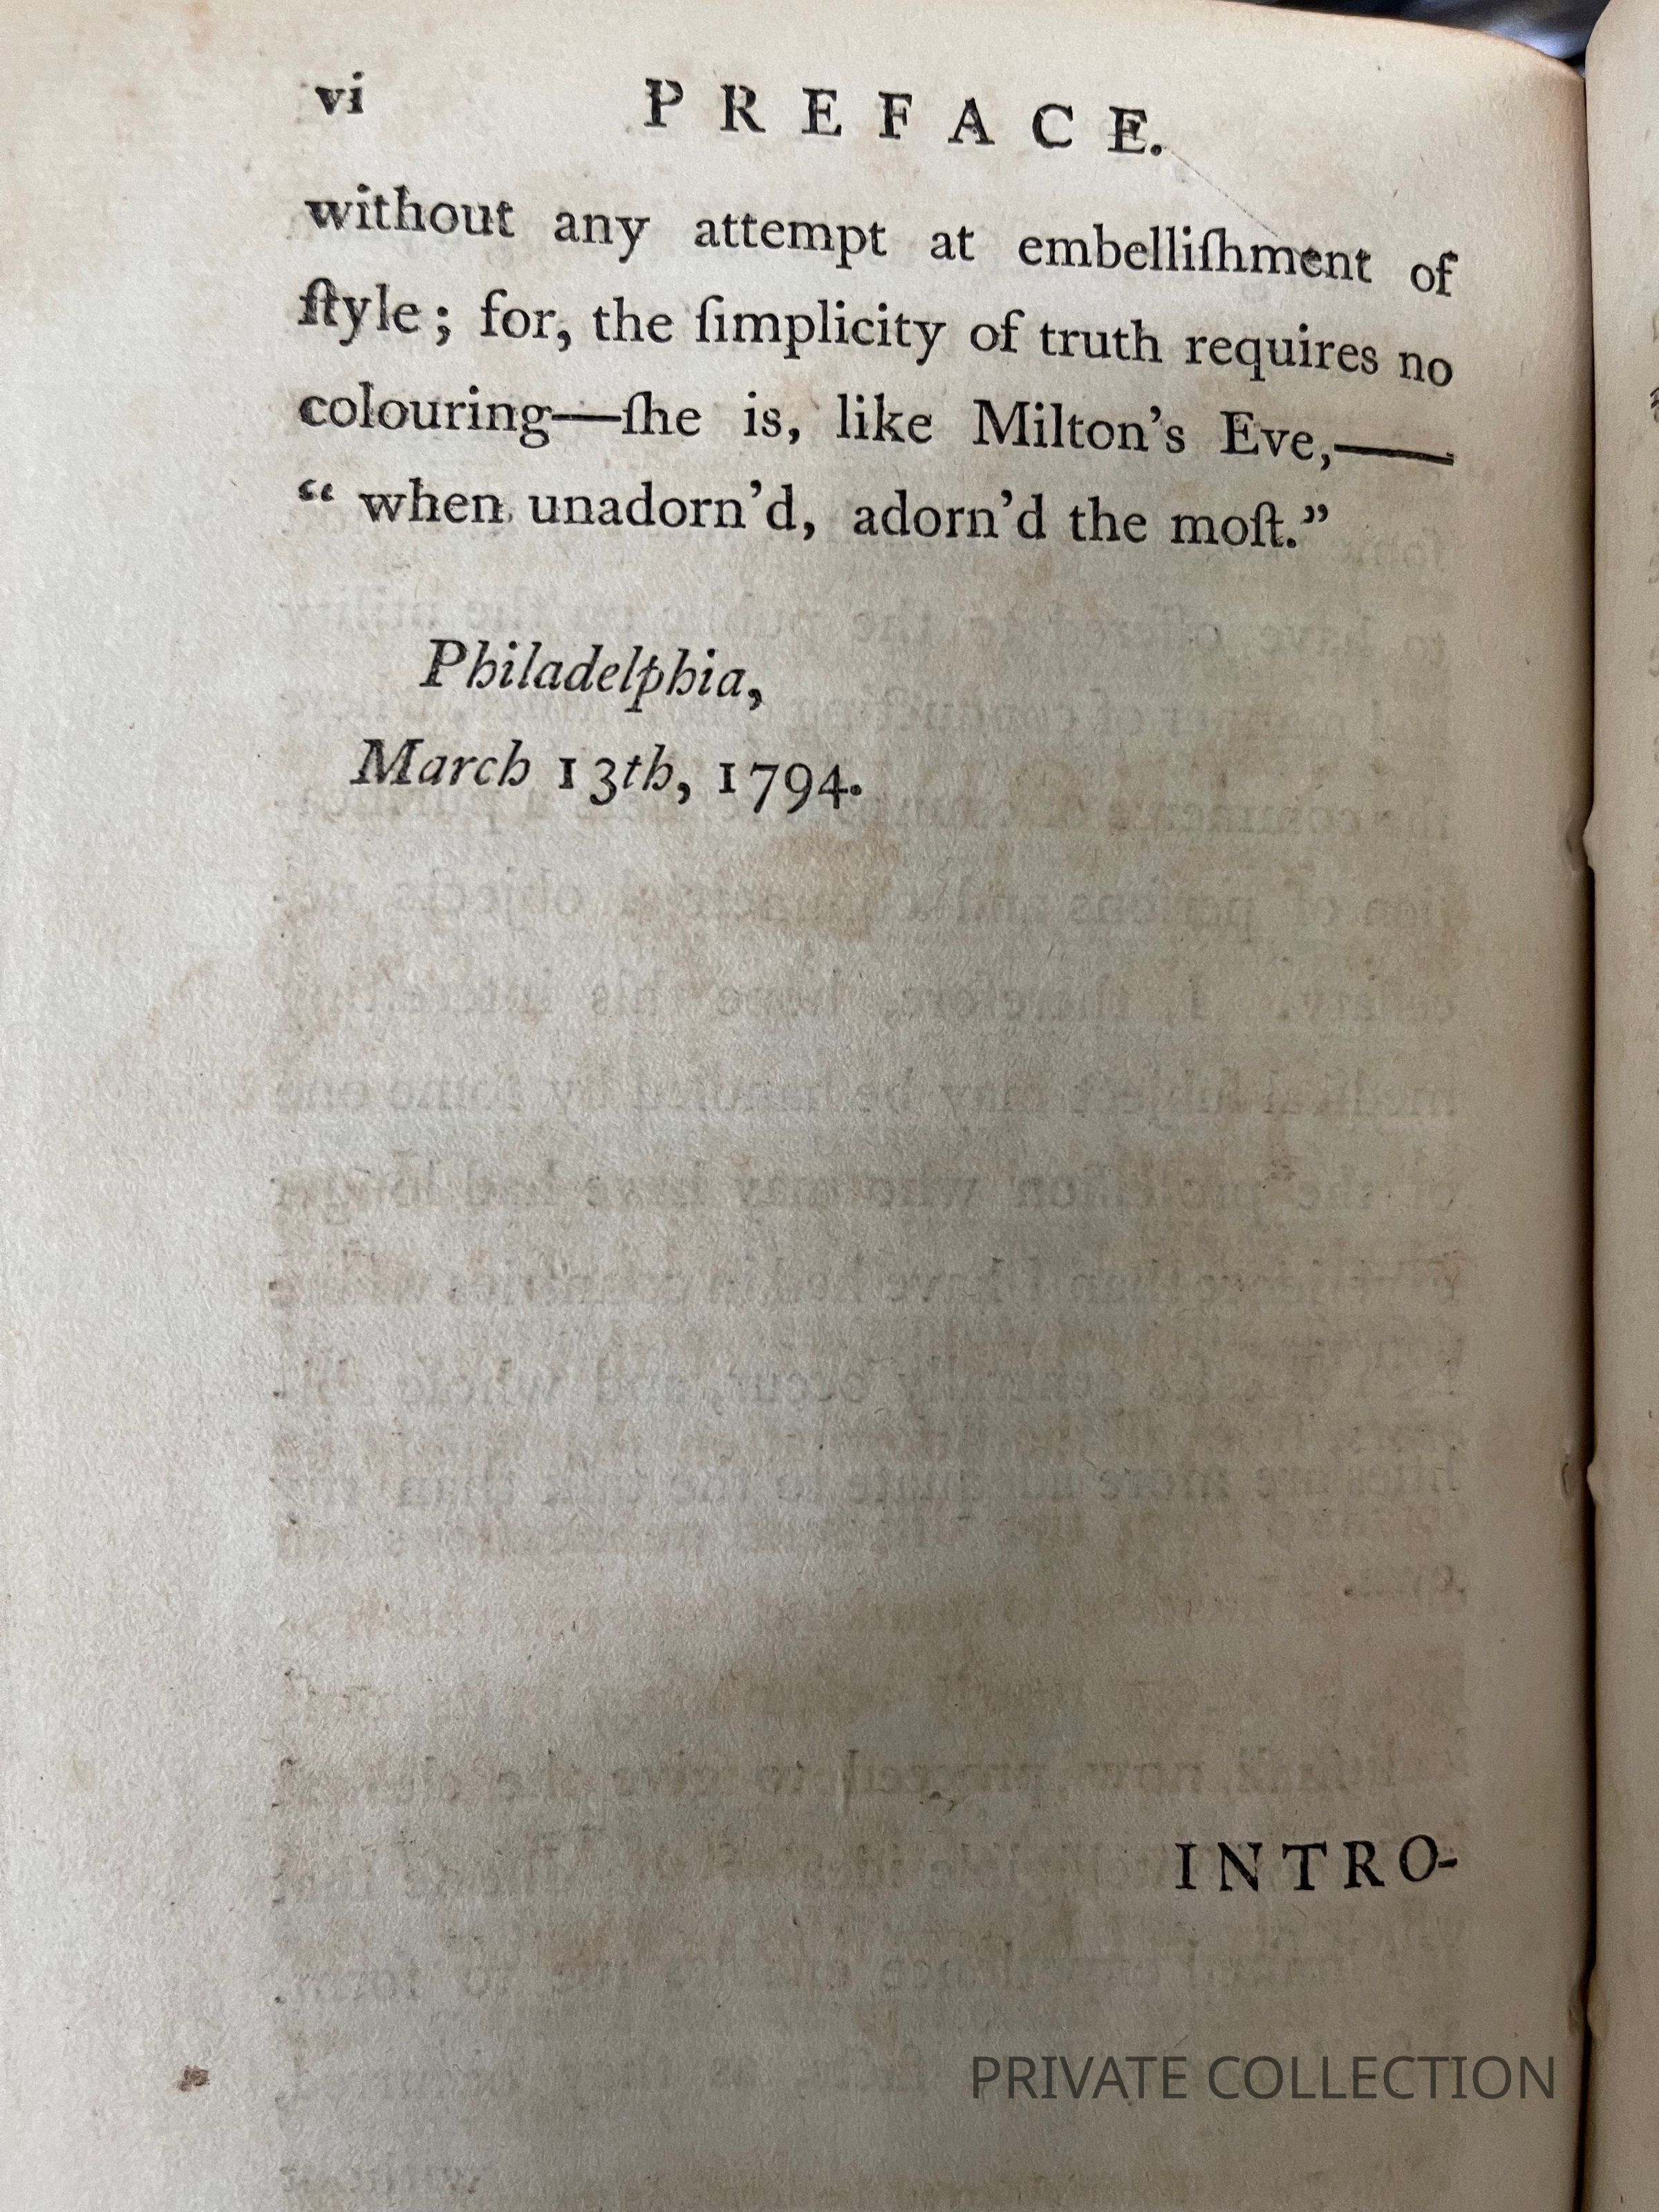 vi PREFACE.
without any attempt at embelliſhment of
ſtyle; for, the ſimplicity of truth requires no
colouring—ſhe is, like Milton's Eve,——
“ when unadorn'd, adorn'd the moſt.”
Philadelphia,
March 13th, 1794.
INTRO-
PRIVATE COLLECTION